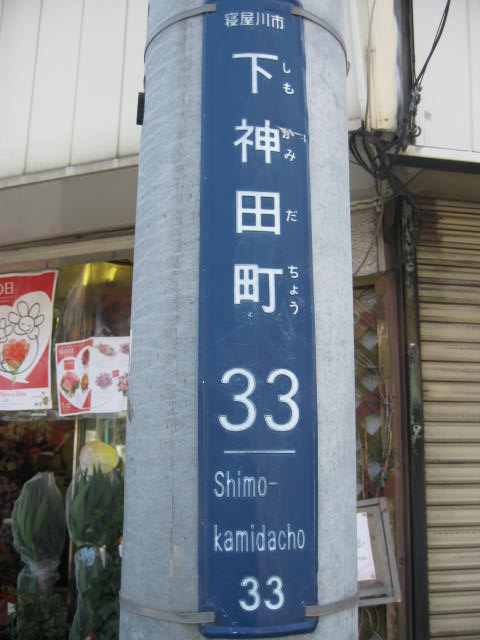 寝屋川市
下神田町
しもかみだちょう
33
Shimo-
kamidacho
33